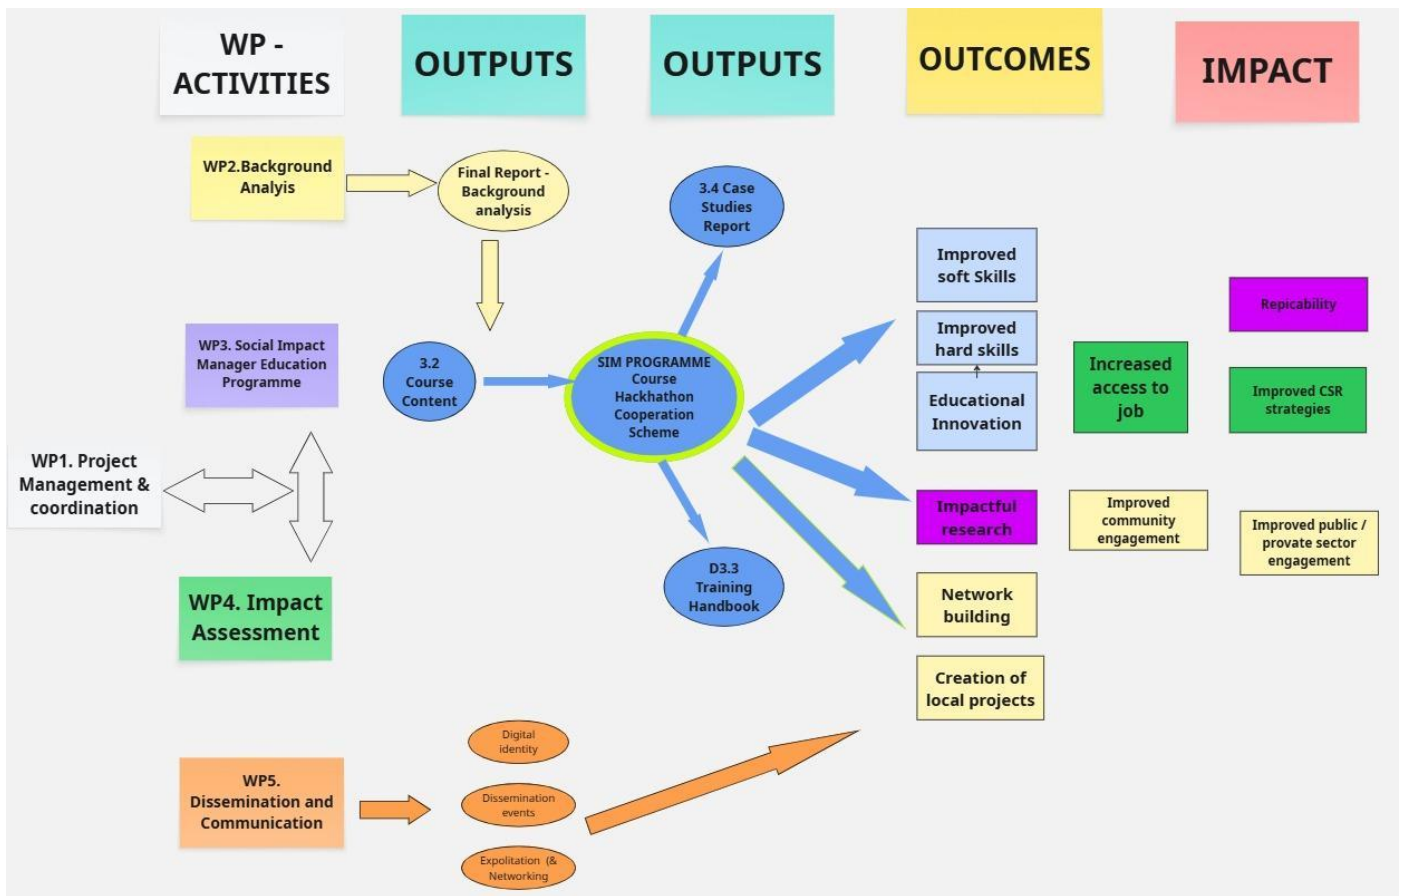 WP -
ACTIVITIES
OUTPUTS
OUTPUTS
OUTCOMES
IMPACT
WP2.Background
Analyis
Final Report -
Background
analysis
3.4 Case
Studies
Report
WP3. Social Impact
Manager Education
Programme
3.2
Course
Content
SIM PROGRAMME
Course
Hackhathon
Cooperation
Scheme
D3.3
Training
Handbook
WP1. Project
Management &
coordination
WP4. Impact
Assessment
WP5.
Dissemination and
Communication
Digital
identity
Dissemination
events
Expolitation (&
Networking
Improved
soft Skills
Improved
hard skills
Educational
Innovation
Impactful
research
Network
building
Creation of
local projects
Increased
access to
job
Improved
community
engagement
Repicability
Improved CSR
strategies
Improved public /
provate sector
engagement